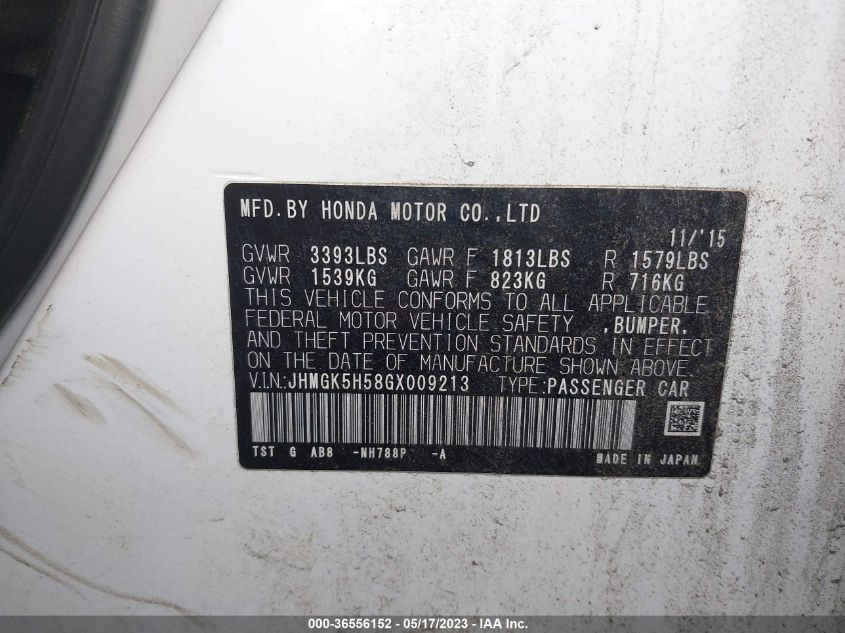 MFD.BY HONDA MOTOR CO.,LTD
11/'15
GVWR 3393LBS GAWR F 1813LBS R 1579LBS
GVWR 1539KG GAWR F 823KG R 716KG
THIS VEHICLE CONFORMS TO ALL APPLICABLE
FEDERAL MOTOR VEHICLE SAFETY ,BUMPER,
AND THEFT PREVENTION STANDARDS IN EFFECT
ON THE DATE OF MANUFACTURE SHOWN ABOVE.
V.I.N:JHMGK5H58GX009213 TYPE:PASSENGER CAR
TST G AB8 -NH788P -A MADE IN JAPAN
000-36556152 - 05/17/2023 - IAA Inc.